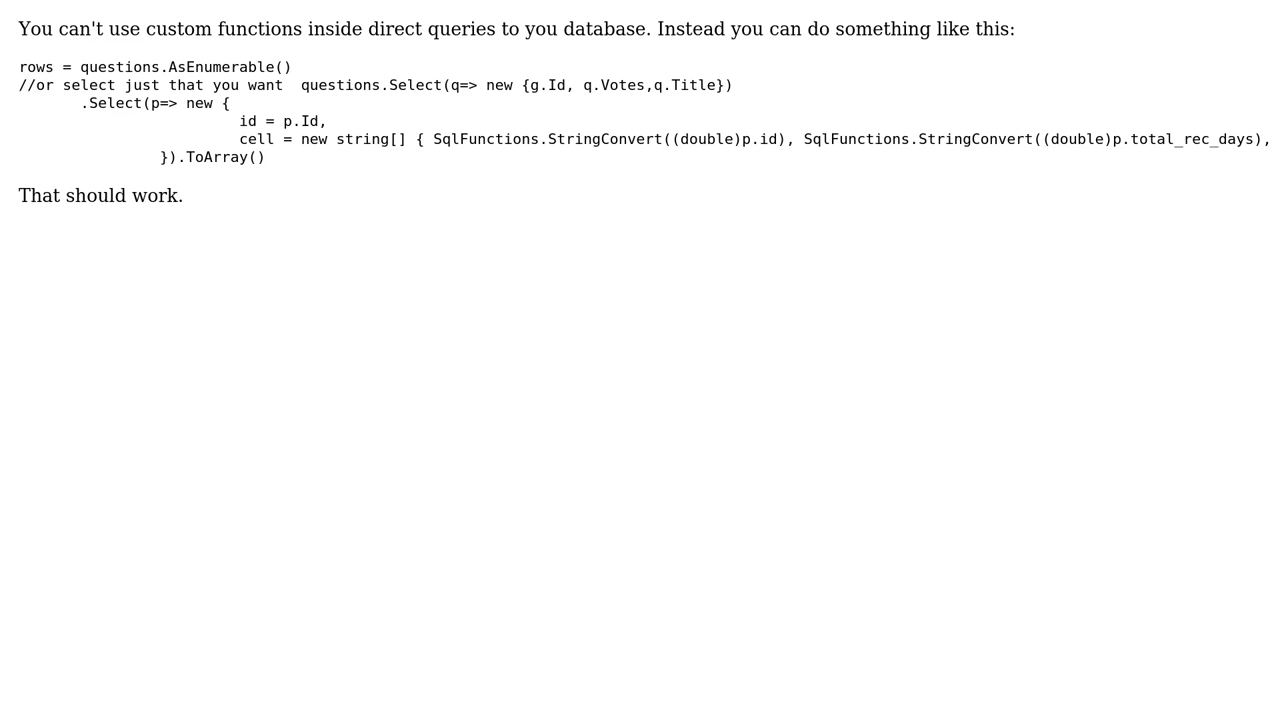 You can't use custom functions inside direct queries to you database. Instead you can do something like this:
rows = questions.AsEnumerable()
//or select just that you want  questions.Select(q=> new {g.Id, q.Votes,q.Title})
       .Select(p=> new {
                         id = p.Id,
                         cell = new string[] { SqlFunctions.StringConvert((double)p.id), SqlFunctions.StringConvert((double)p.total_rec_days),
                }).ToArray()
That should work.